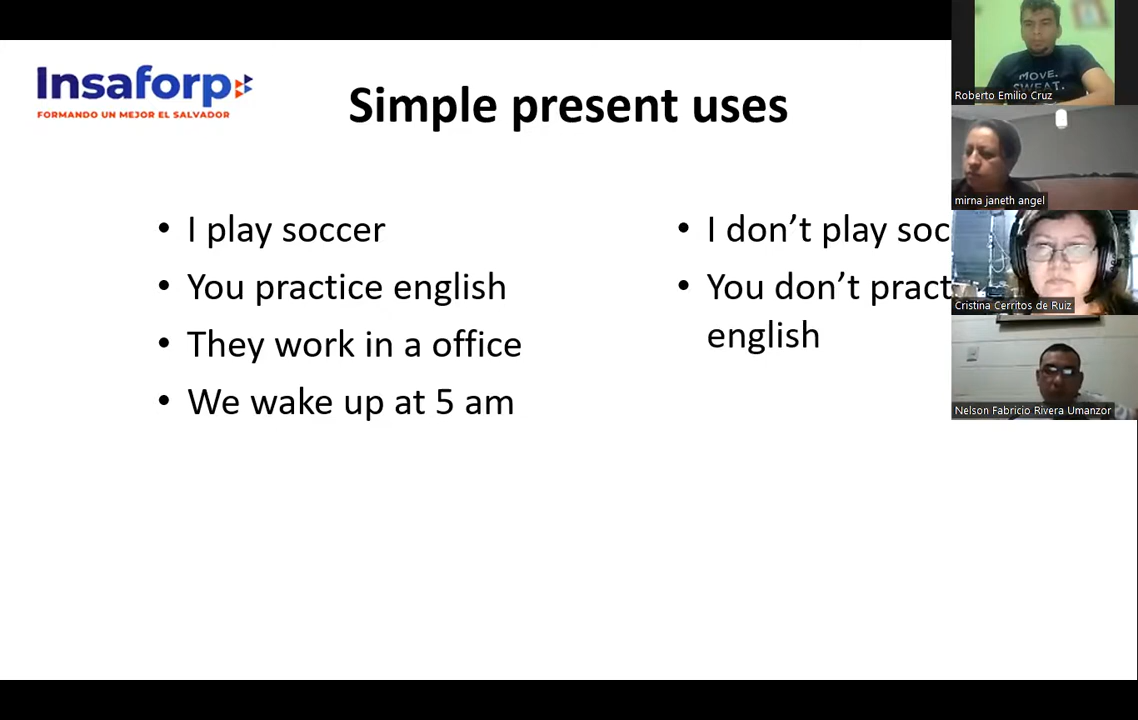 Insaforp
FORMANDO UN MEJOR EL SALVADOR
Simple present uses
• I play soccer
• You practice english
• They work in a office
• We wake up at 5 am
• I don’t play soc
• You don’t pract
english
MOVE.
SWEAT.
Roberto Emilio Cruz
mirna janeth angel
Cristina Cerritos de Ruiz
Nelson Fabricio Rivera Umanzor